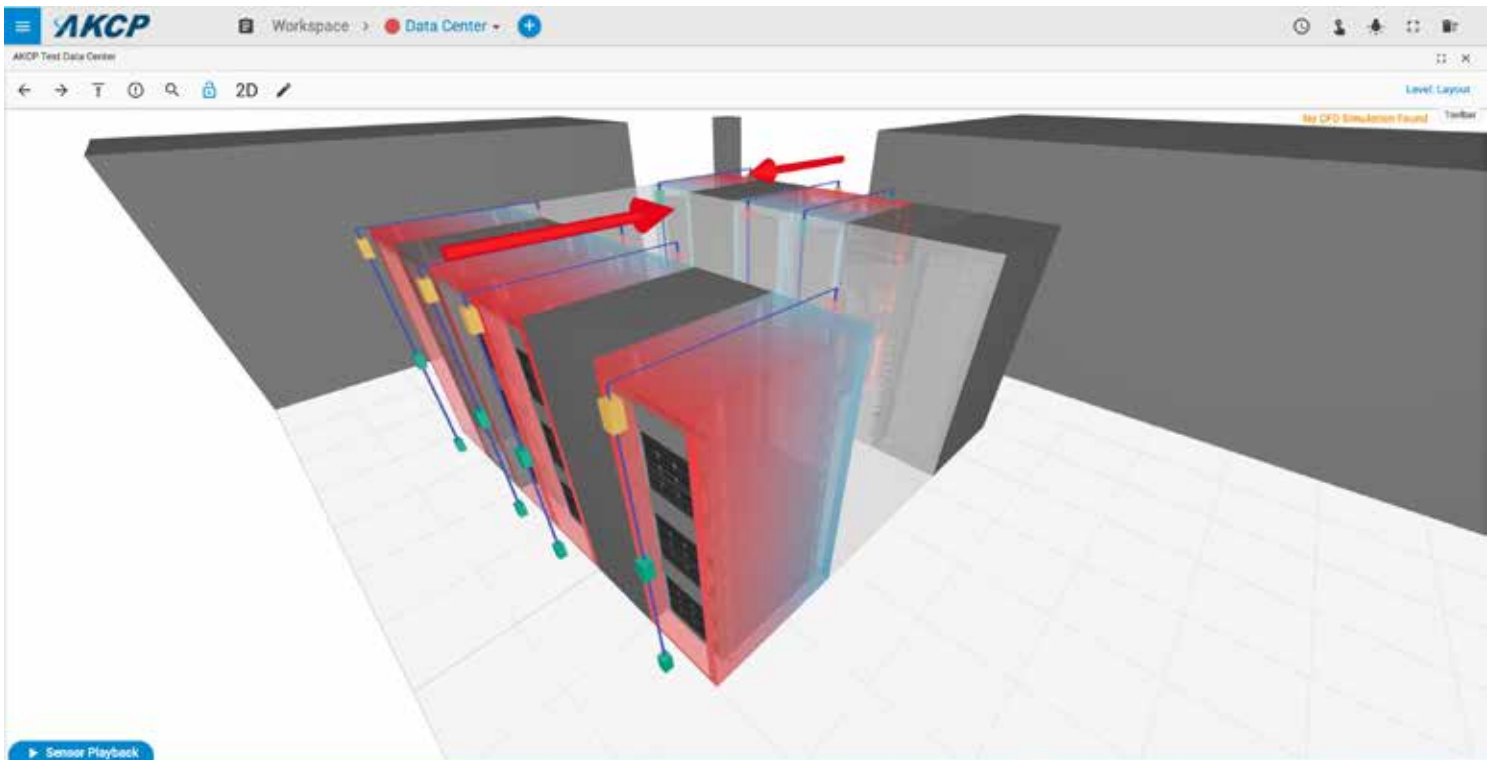 AKCP Workspace > Data Center
AKCP Test Data Center
2D Level: Layout
No CFD Simulation Found Toolbar
Sensor Playback